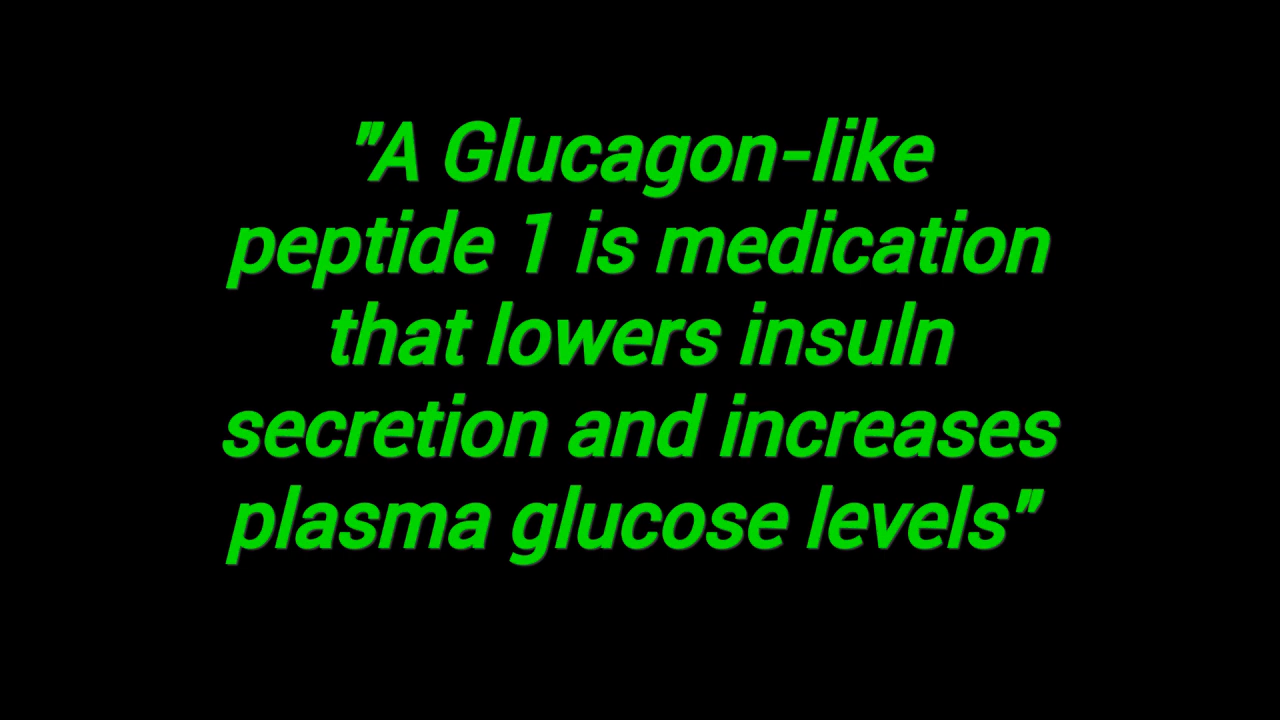 "A Glucagon-like
peptide 1 is medication
that lowers insuln
secretion and increases
plasma glucose levels"